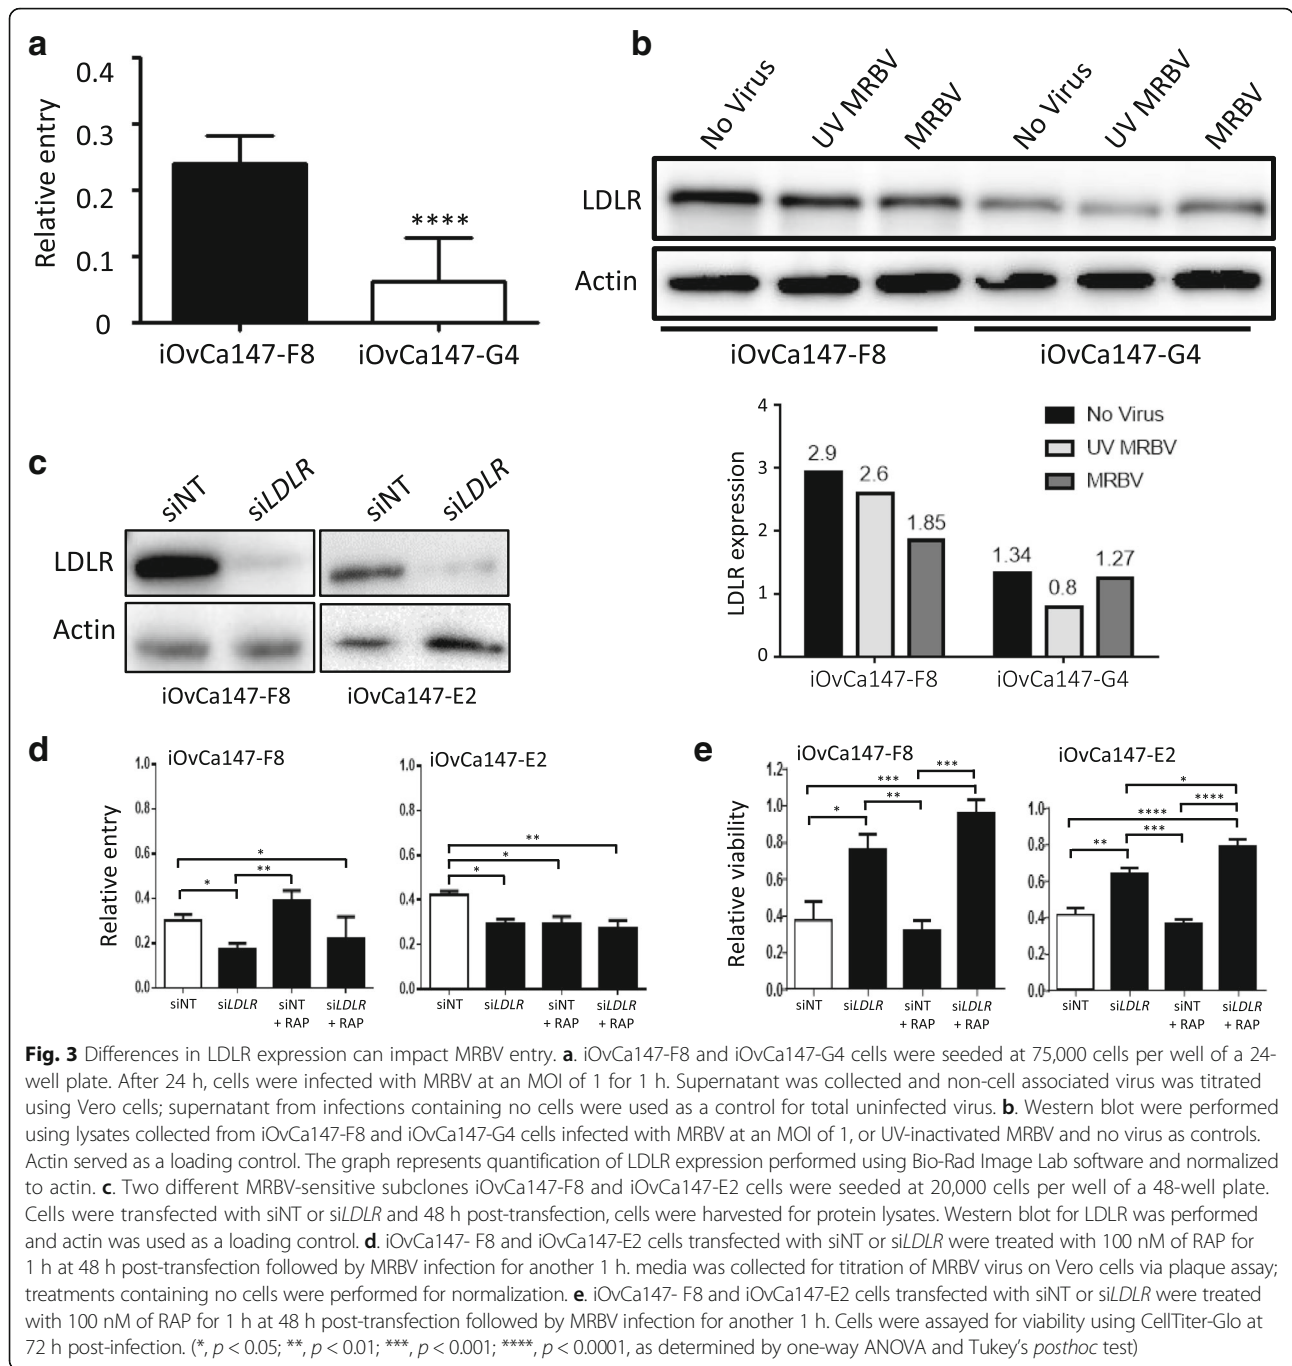 a
0.4
0.3
0.2
0.1
0
Relative entry
****
iOvCa147-F8
iOvCa147-G4
b
No Virus
UV MRBV
MRBV
No Virus
UV MRBV
MRBV
LDLR
Actin
iOvCa147-F8
iOvCa147-G4
4
3
2
1
0
LDLR expression
No Virus
UV MRBV
MRBV
2.9
2.6
1.85
1.34
0.8
1.27
iOvCa147-F8
iOvCa147-G4
c
siNT
siLDLR
siNT
siLDLR
LDLR
Actin
iOvCa147-F8
iOvCa147-E2
d
iOvCa147-F8
Relative entry
1.0
0.8
0.6
0.4
0.2
0.0
*
*
**
siNT
siLDLR
siNT
+ RAP
siLDLR
+ RAP
iOvCa147-E2
1.0
0.8
0.6
0.4
0.2
0.0
**
*
*
siNT
siLDLR
siNT
+ RAP
siLDLR
+ RAP
e
iOvCa147-F8
Relative viability
1.2
1.0
0.8
0.6
0.4
0.2
0.0
***
***
**
*
siNT
siLDLR
siNT
+ RAP
siLDLR
+ RAP
iOvCa147-E2
1.0
0.8
0.6
0.4
0.2
0.0
*
****
****
***
**
siNT
siLDLR
siNT
+ RAP
siLDLR
+ RAP
Fig. 3 Differences in LDLR expression can impact MRBV entry. a. iOvCa147-F8 and iOvCa147-G4 cells were seeded at 75,000 cells per well of a 24-
well plate. After 24 h, cells were infected with MRBV at an MOI of 1 for 1 h. Supernatant was collected and non-cell associated virus was titrated
using Vero cells; supernatant from infections containing no cells were used as a control for total uninfected virus. b. Western blot were performed
using lysates collected from iOvCa147-F8 and iOvCa147-G4 cells infected with MRBV at an MOI of 1, or UV-inactivated MRBV and no virus as controls.
Actin served as a loading control. The graph represents quantification of LDLR expression performed using Bio-Rad Image Lab software and normalized
to actin. c. Two different MRBV-sensitive subclones iOvCa147-F8 and iOvCa147-E2 cells were seeded at 20,000 cells per well of a 48-well plate.
Cells were transfected with siNT or siLDLR and 48 h post-transfection, cells were harvested for protein lysates. Western blot for LDLR was performed
and actin was used as a loading control. d. iOvCa147- F8 and iOvCa147-E2 cells transfected with siNT or siLDLR were treated with 100 nM of RAP for
1 h at 48 h post-transfection followed by MRBV infection for another 1 h. media was collected for titration of MRBV virus on Vero cells via plaque assay;
treatments containing no cells were performed for normalization. e. iOvCa147- F8 and iOvCa147-E2 cells transfected with siNT or siLDLR were treated
with 100 nM of RAP for 1 h at 48 h post-transfection followed by MRBV infection for another 1 h. Cells were assayed for viability using CellTiter-Glo at
72 h post-infection. (*, p < 0.05; **, p < 0.01; ***, p < 0.001; ****, p < 0.0001, as determined by one-way ANOVA and Tukey's posthoc test)